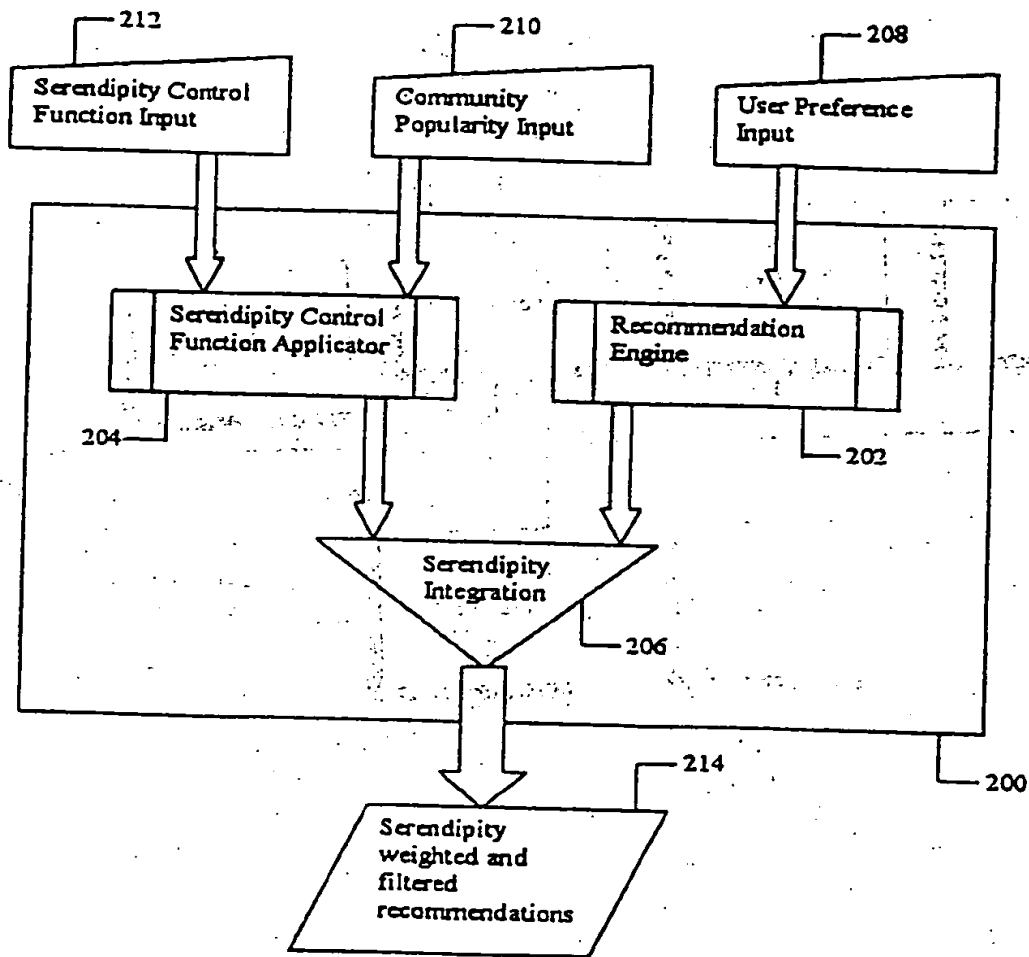 212
210
208
Serendipity Control
Function Input
Community
Popularity Input
User Preference
Input
Serendipity Control
Function Applicator
Recommendation
Engine
204
202
Serendipity
Integration
206
200
214
Serendipity
weighted and
filtered
recommendations